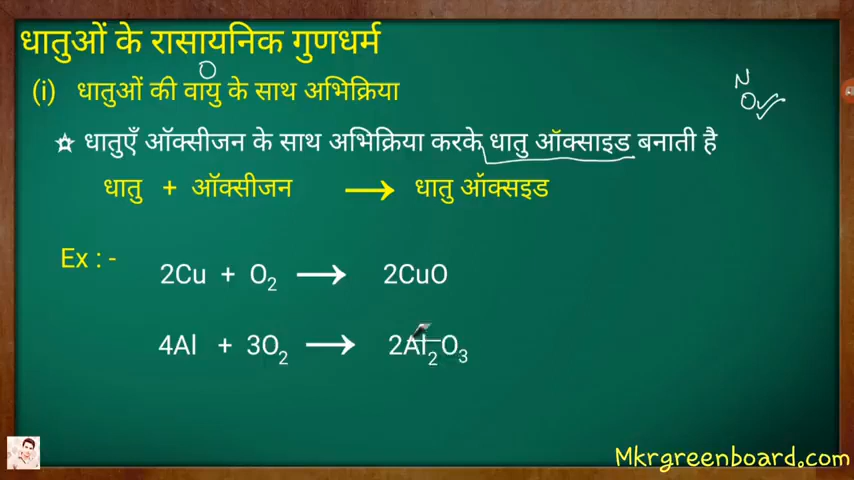 धातुओं के रासायनिक गुणधर्म
O
(i) धातुओं की वायु के साथ अभिक्रिया
N
O
☆ धातुएँ ऑक्सीजन के साथ अभिक्रिया करके धातु ऑक्साइड बनाती है
धातु + ऑक्सीजन ⟶ धातु ऑक्सइड
Ex : -
2Cu + O₂ ⟶ 2CuO
4Al + 3O₂ ⟶ 2Al₂O₃
Mkrgreenboard.com